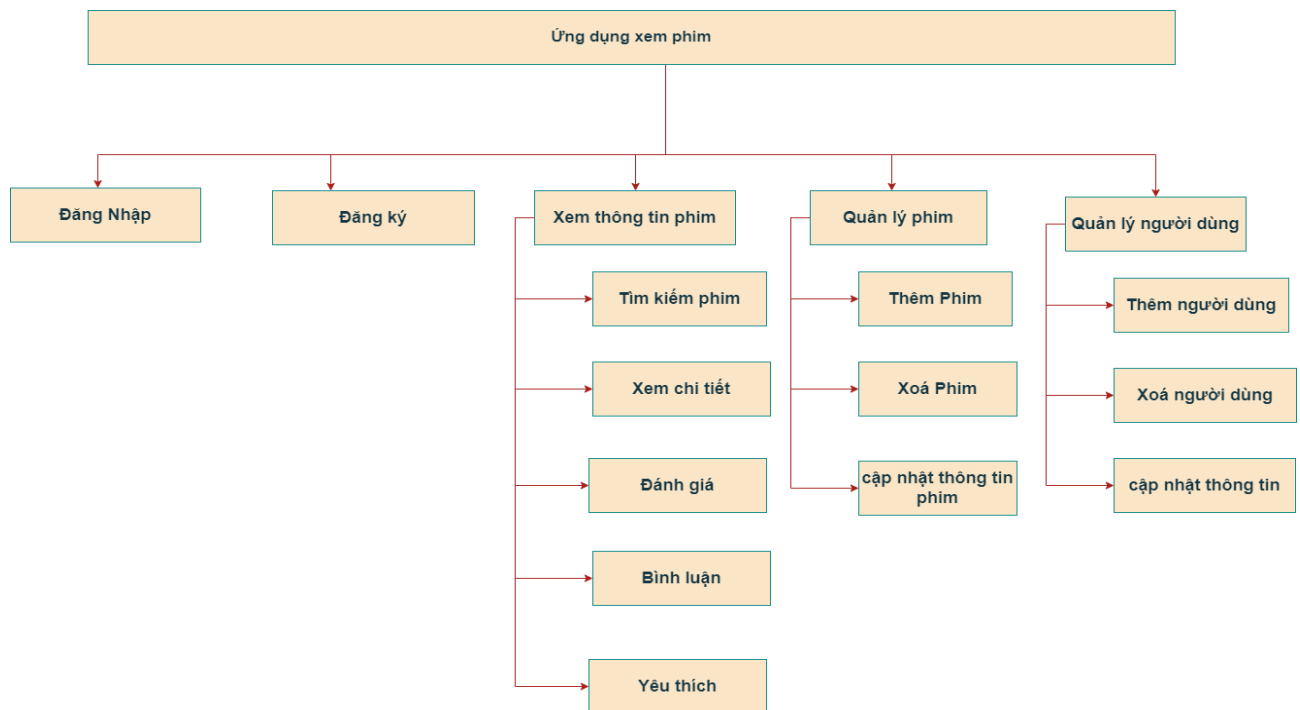 Ứng dụng xem phim
Đăng Nhập
Đăng ký
Xem thông tin phim
Quản lý phim
Quản lý người dùng
Tìm kiếm phim
Thêm Phim
Thêm người dùng
Xem chi tiết
Xoá Phim
Xoá người dùng
Đánh giá
cập nhật thông tin
phim
cập nhật thông tin
Bình luận
Yêu thích